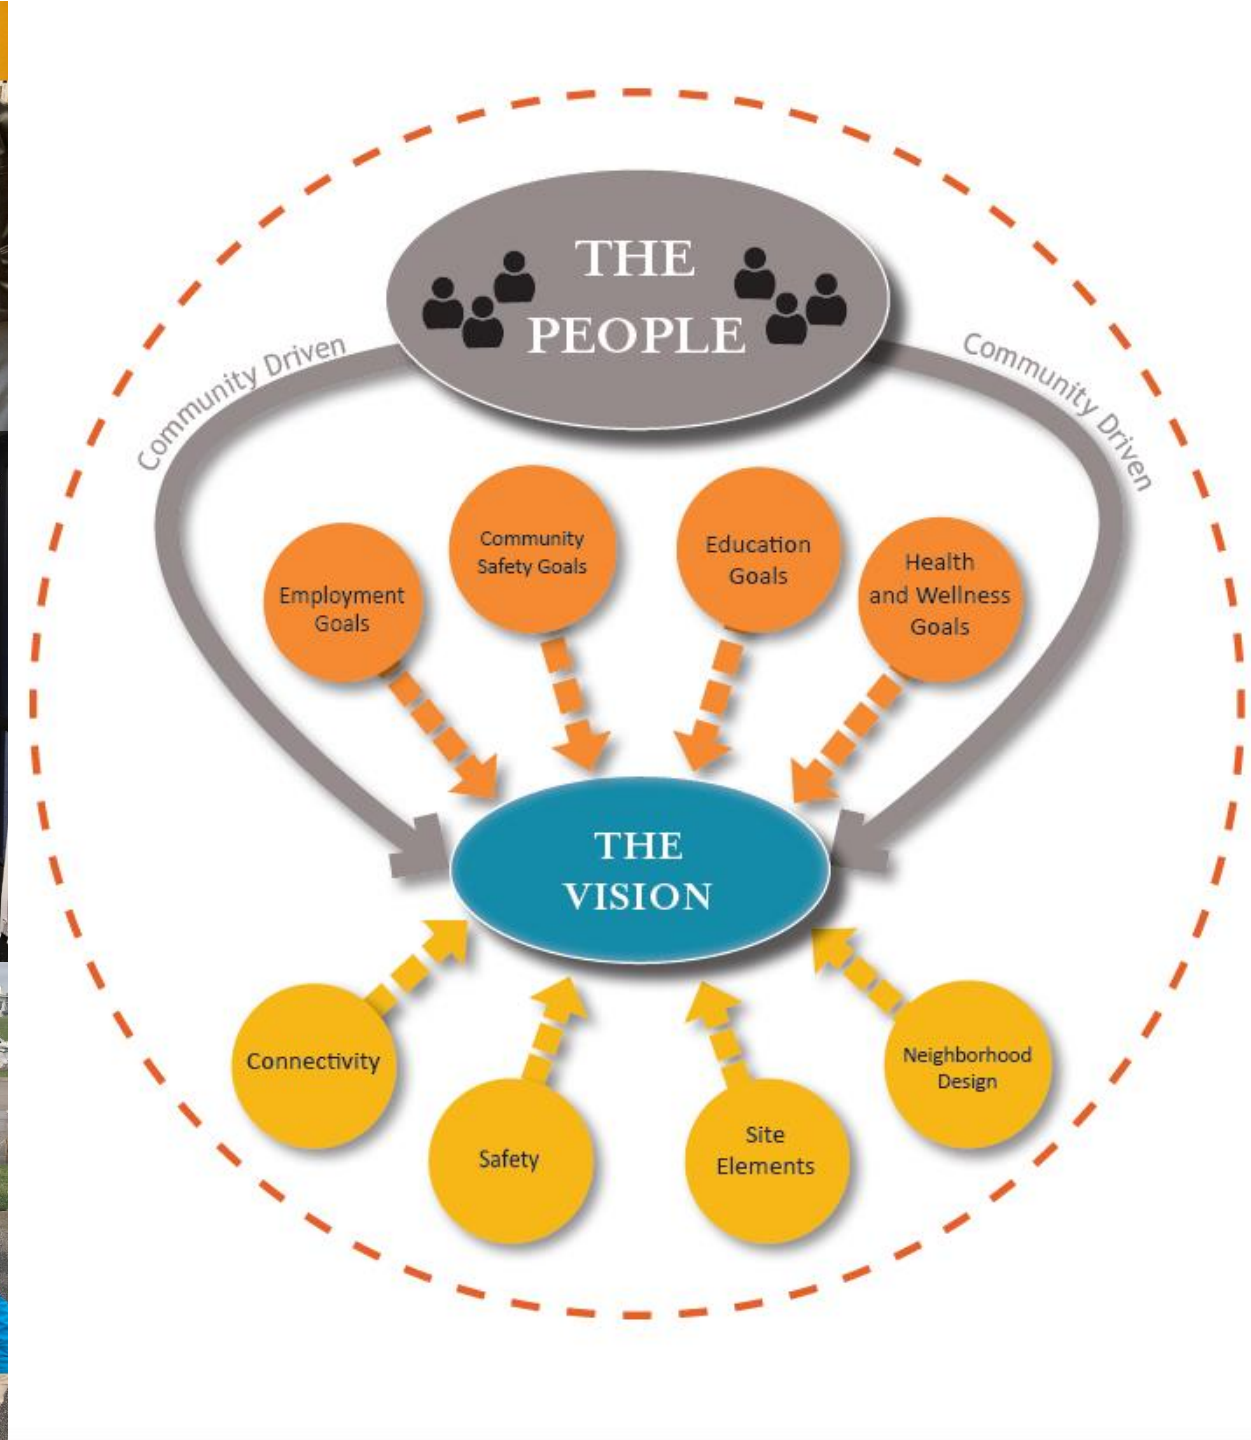 THE
PEOPLE
Community Driven
Community Driven
Employment
Goals
Community
Safety Goals
Education
Goals
Health
and Wellness
Goals
THE
VISION
Connectivity
Safety
Site
Elements
Neighborhood
Design